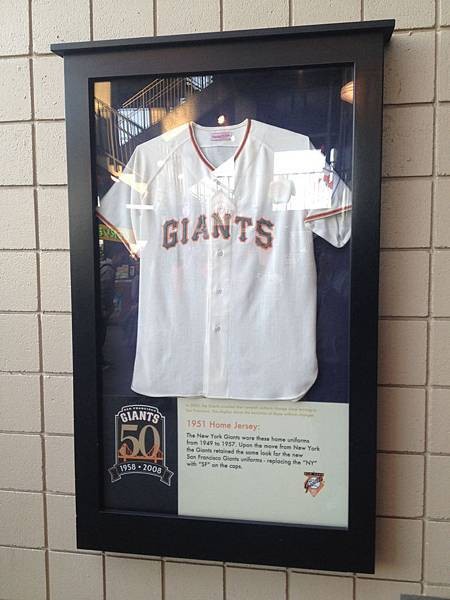 GIANTS
SAN FRANCISCO
GIANTS
50
1958 • 2008
1951 Home Jersey:
The New York Giants wore these home uniforms
from 1949 to 1957. Upon the move from New York
the Giants retained the same look for the new
San Francisco Giants uniforms - replacing the "NY"
with "SF" on the caps.